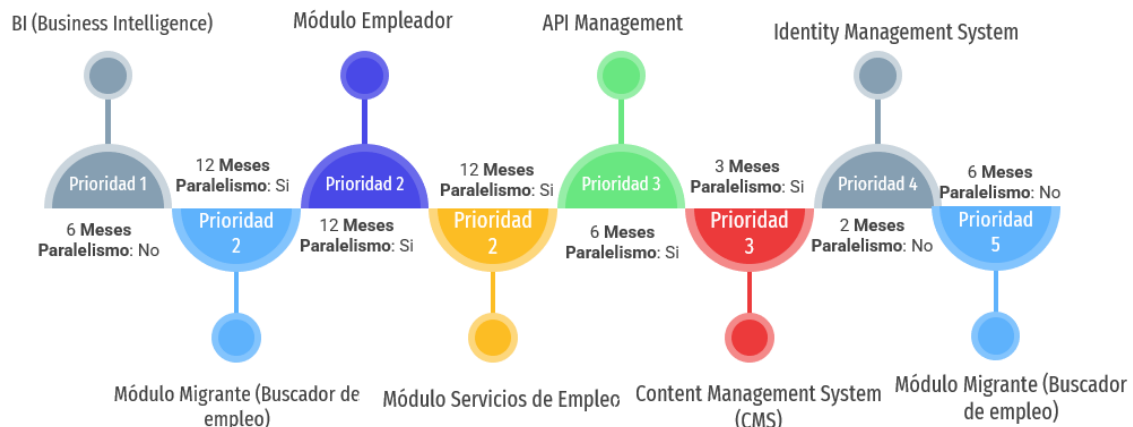 BI (Business Intelligence)
Prioridad 1
6 Meses
Paralelismo: No
12 Meses
Paralelismo: Si
Prioridad
2
Módulo Migrante (Buscador de
empleo)
Módulo Empleador
Prioridad 2
12 Meses
Paralelismo: Si
12 Meses
Paralelismo: Si
Prioridad
2
Módulo Servicios de Empleo
API Management
Prioridad 3
6 Meses
Paralelismo: Si
3 Meses
Paralelismo: Si
Prioridad
3
Content Management System
(CMS)
Identity Management System
Prioridad 4
2 Meses
Paralelismo: No
6 Meses
Paralelismo: No
Prioridad
5
Módulo Migrante (Buscador
de empleo)